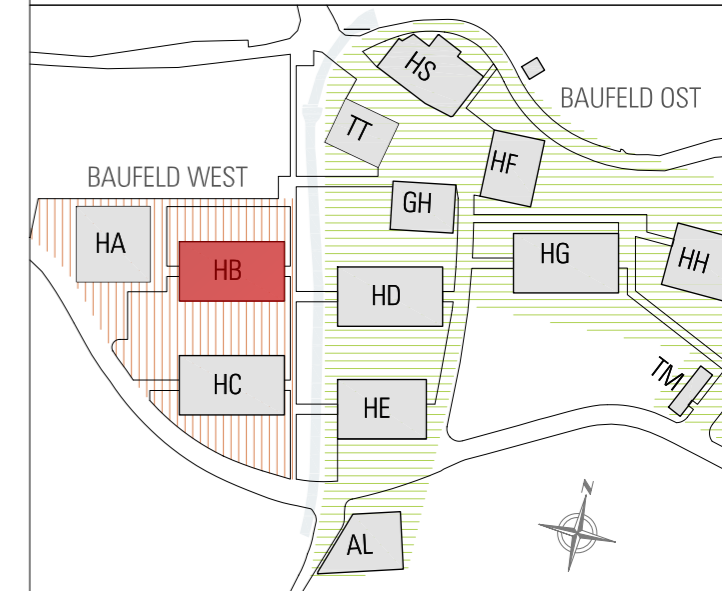 HS
BAUFELD OST
TT
HF
BAUFELD WEST
GH
HA
HB
HG
HH
HD
TM
HC
HE
N
AL